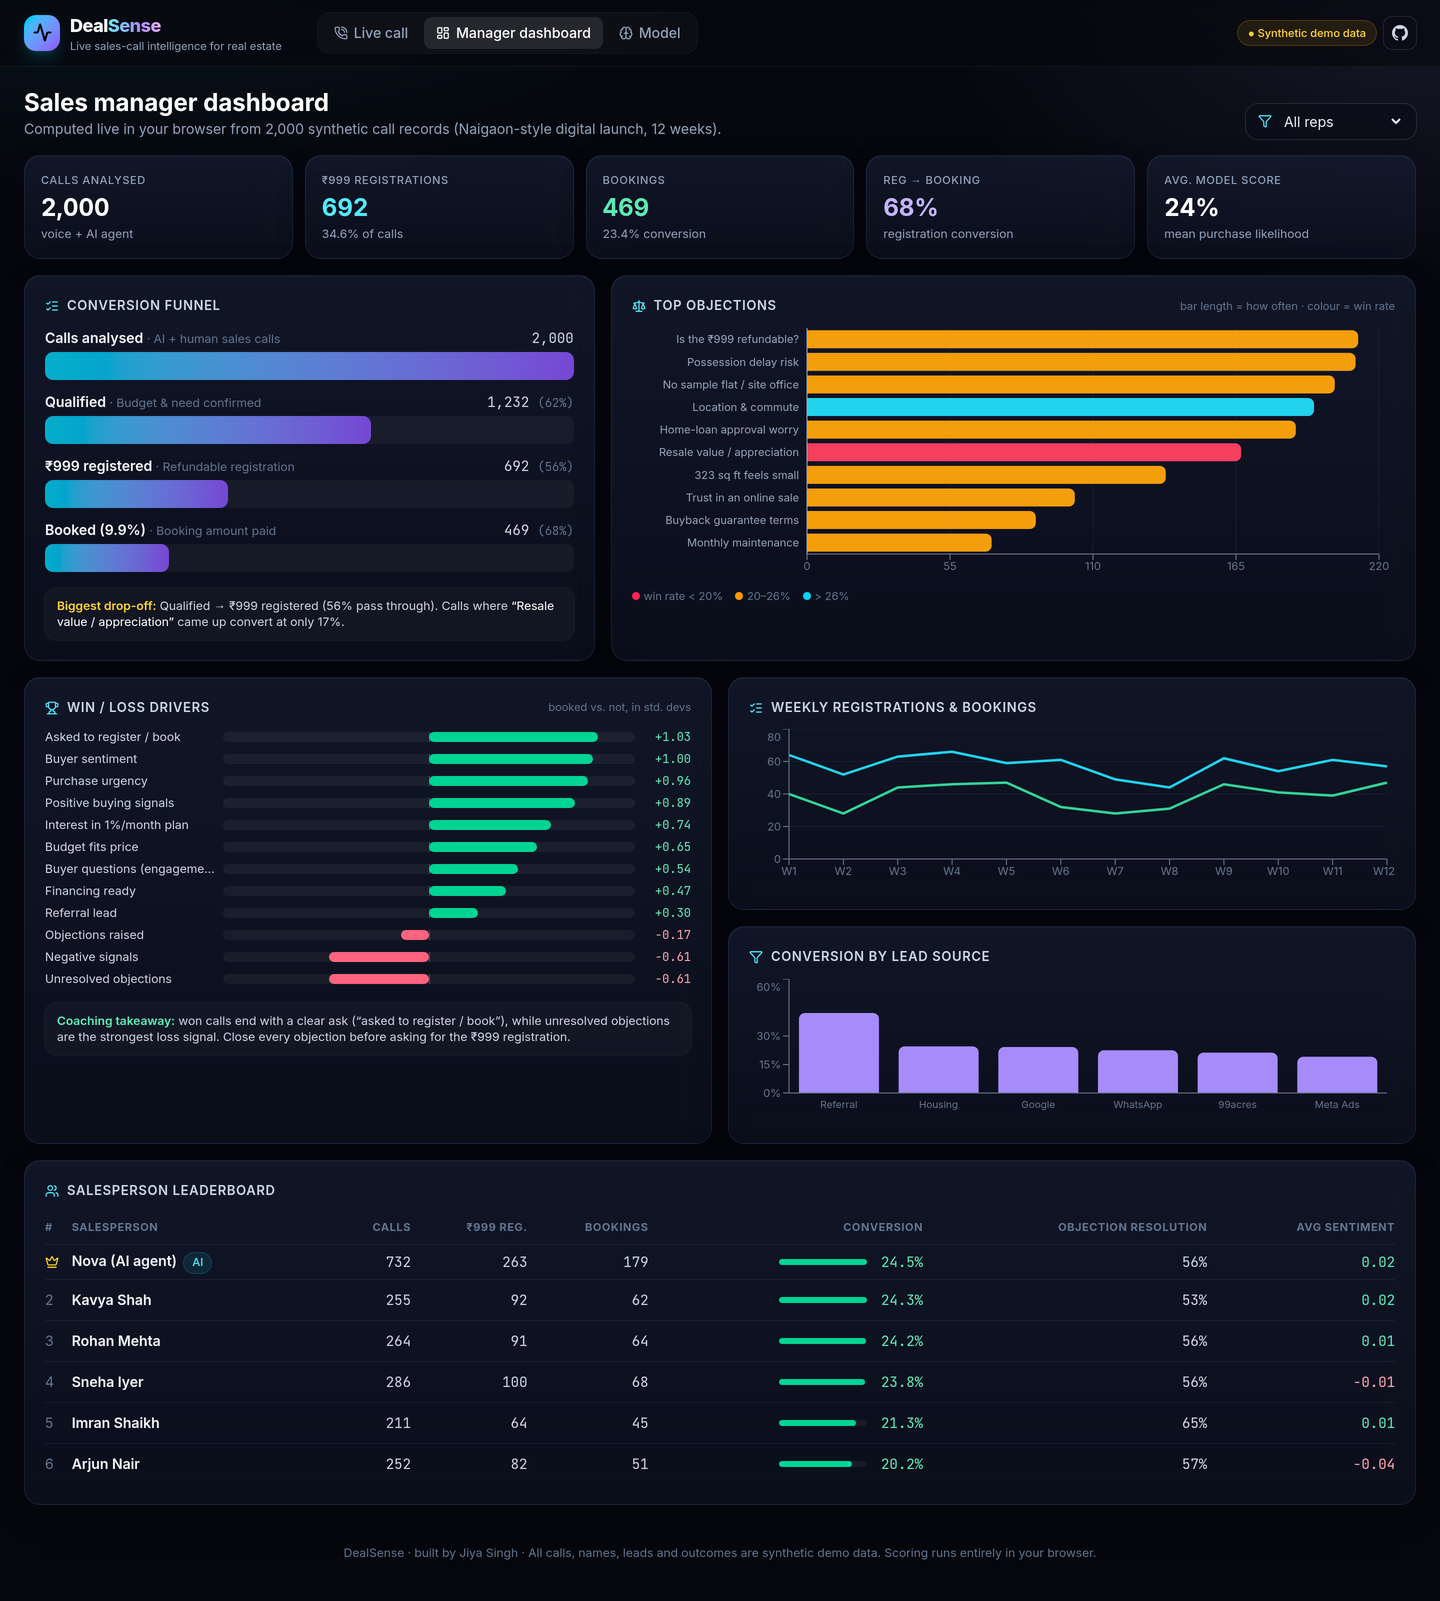 DealSense
Live sales-call intelligence for real estate
Live call
Manager dashboard
Model
Synthetic demo data
Sales manager dashboard
Computed live in your browser from 2,000 synthetic call records (Naigaon-style digital launch, 12 weeks).
All reps
CALLS ANALYSED
2,000
voice + AI agent
₹999 REGISTRATIONS
692
34.6% of calls
BOOKINGS
469
23.4% conversion
REG → BOOKING
68%
registration conversion
AVG. MODEL SCORE
24%
mean purchase likelihood
CONVERSION FUNNEL
Calls analysed · AI + human sales calls 2,000
Qualified · Budget & need confirmed 1,232 (62%)
₹999 registered · Refundable registration 692 (56%)
Booked (9.9%) · Booking amount paid 469 (68%)
Biggest drop-off: Qualified → ₹999 registered (56% pass through). Calls where “Resale
value / appreciation” came up convert at only 17%.
TOP OBJECTIONS
bar length = how often · colour = win rate
Is the ₹999 refundable?
Possession delay risk
No sample flat / site office
Location & commute
Home-loan approval worry
Resale value / appreciation
323 sq ft feels small
Trust in an online sale
Buyback guarantee terms
Monthly maintenance
0 55 110 165 220
win rate < 20% 20–26% > 26%
WIN / LOSS DRIVERS
booked vs. not, in std. devs
Asked to register / book +1.03
Buyer sentiment +1.00
Purchase urgency +0.96
Positive buying signals +0.89
Interest in 1%/month plan +0.74
Budget fits price +0.65
Buyer questions (engageme... +0.54
Financing ready +0.47
Referral lead +0.30
Objections raised -0.17
Negative signals -0.61
Unresolved objections -0.61
Coaching takeaway: won calls end with a clear ask (“asked to register / book”), while unresolved objections
are the strongest loss signal. Close every objection before asking for the ₹999 registration.
WEEKLY REGISTRATIONS & BOOKINGS
80
60
40
20
0
W1 W2 W3 W4 W5 W6 W7 W8 W9 W10 W11 W12
CONVERSION BY LEAD SOURCE
60%
30%
15%
0%
Referral Housing Google WhatsApp 99acres Meta Ads
SALESPERSON LEADERBOARD
# SALESPERSON CALLS ₹999 REG. BOOKINGS CONVERSION OBJECTION RESOLUTION AVG SENTIMENT
Nova (AI agent) AI 732 263 179 24.5% 56% 0.02
2 Kavya Shah 255 92 62 24.3% 53% 0.02
3 Rohan Mehta 264 91 64 24.2% 56% 0.01
4 Sneha Iyer 286 100 68 23.8% 56% -0.01
5 Imran Shaikh 211 64 45 21.3% 65% 0.01
6 Arjun Nair 252 82 51 20.2% 57% -0.04
DealSense · built by Jiya Singh · All calls, names, leads and outcomes are synthetic demo data. Scoring runs entirely in your browser.